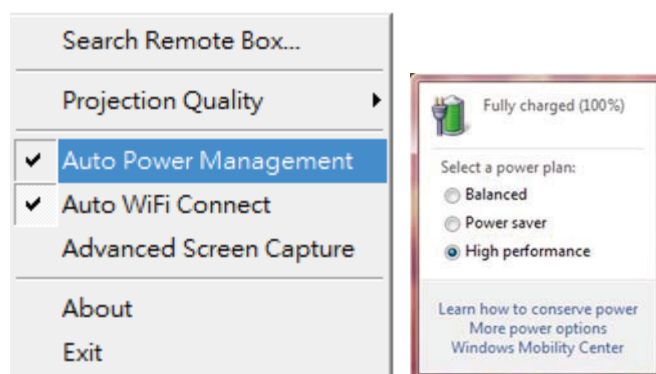 Search Remote Box...
Projection Quality
Auto Power Management
Auto WiFi Connect
Advanced Screen Capture
About
Exit
Fully charged (100%)
Select a power plan:
Balanced
Power saver
High performance
Learn how to conserve power
More power options
Windows Mobility Center